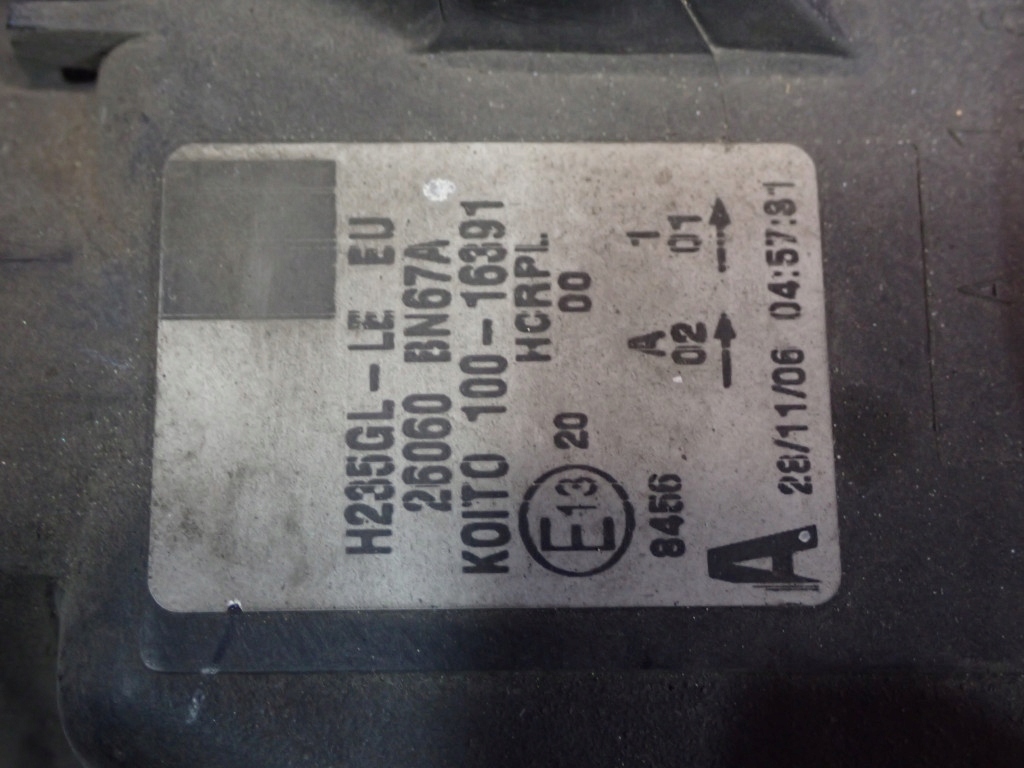 H235GL-LE EU
26060 BN67A
KOITO 100-16391
HCRPL
E13 20 00
8456 A 1
02 01
A
28/11/06 04:57:31